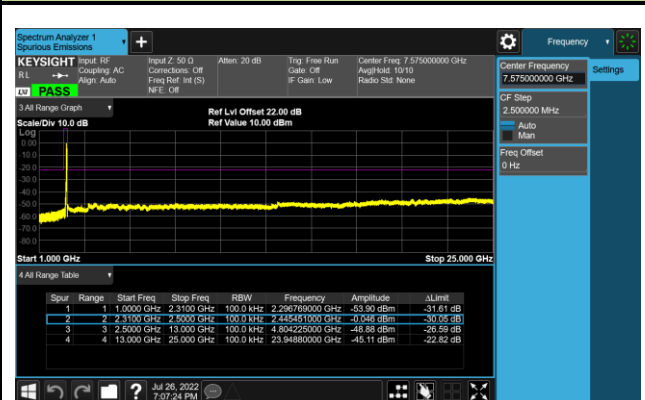 Spectrum Analyzer 1
Spurious Emissions
Frequency
KEYSIGHT Input: RF Input Z: 50 Ω Atten: 20 dB Trig: Free Run Center Freq: 7.575000000 GHz
RL Coupling: AC Corrections: Off Gate: Off Avg|Hold: 10/10
Align: Auto Freq Ref: Int (S) IF Gain: Low Radio Std: None
NFE: Off
LXI PASS
Center Frequency
7.575000000 GHz
Settings
CF Step
2.500000 MHz
Auto
Man
Freq Offset
0 Hz
3 All Range Graph
Ref Lvl Offset 22.00 dB
Scale/Div 10.0 dB Ref Value 10.00 dBm
Log
0.00
-10.0
-20.0
-30.0
-40.0
-50.0
-60.0
-70.0
-80.0
Start 1.000 GHz Stop 25.000 GHz
4 All Range Table
Spur Range Start Freq Stop Freq RBW Frequency Amplitude ΔLimit
1 1 1.0000 GHz 2.3100 GHz 100.0 kHz 2.296769000 GHz -53.90 dBm -31.61 dB
2 2 2.3100 GHz 2.5000 GHz 100.0 kHz 2.445451000 GHz -0.046 dBm -30.05 dB
3 3 2.5000 GHz 13.000 GHz 100.0 kHz 4.804225000 GHz -48.88 dBm -26.59 dB
4 4 13.000 GHz 25.000 GHz 100.0 kHz 23.94880000 GHz -45.11 dBm -22.82 dB
Jul 26, 2022
7:07:24 PM